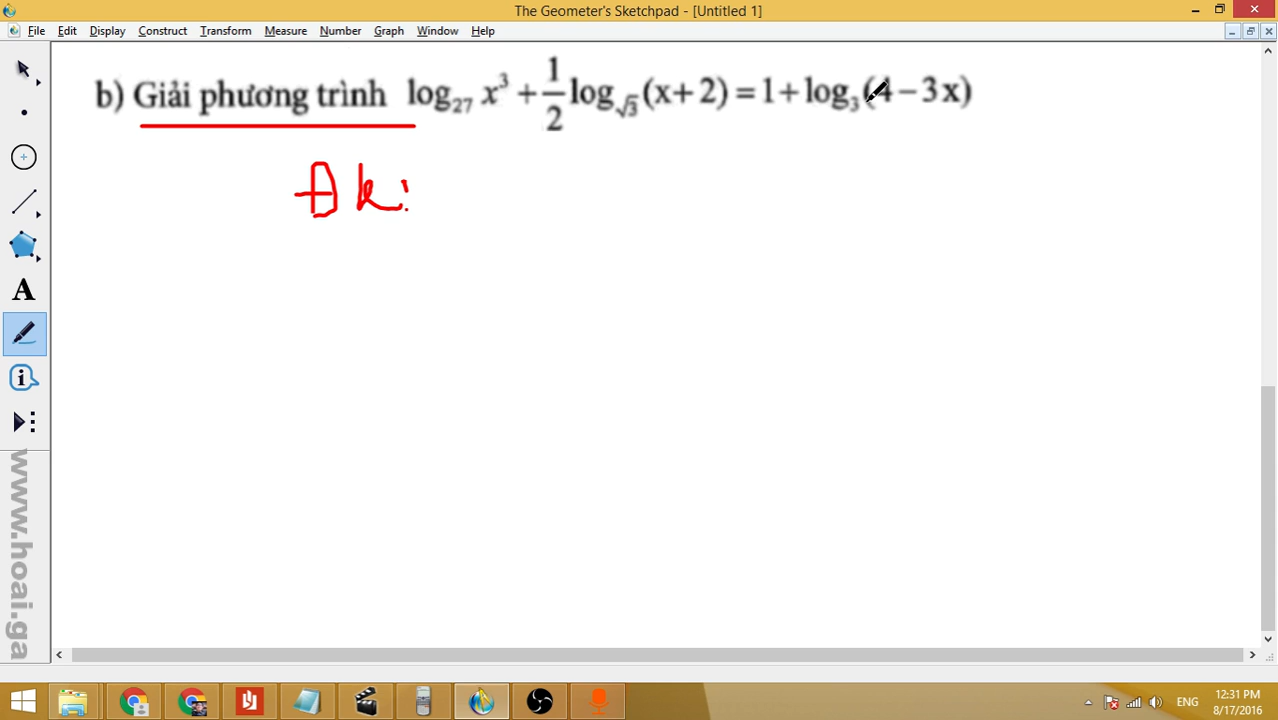 The Geometer's Sketchpad - [Untitled 1]
File Edit Display Construct Transform Measure Number Graph Window Help
b) Giải phương trình log₂₇ x³ + 1/2 log_√3 (x+2) = 1 + log₃(4 − 3x)
Đk:
A
www.hoai.ga
ENG
12:31 PM
8/17/2016